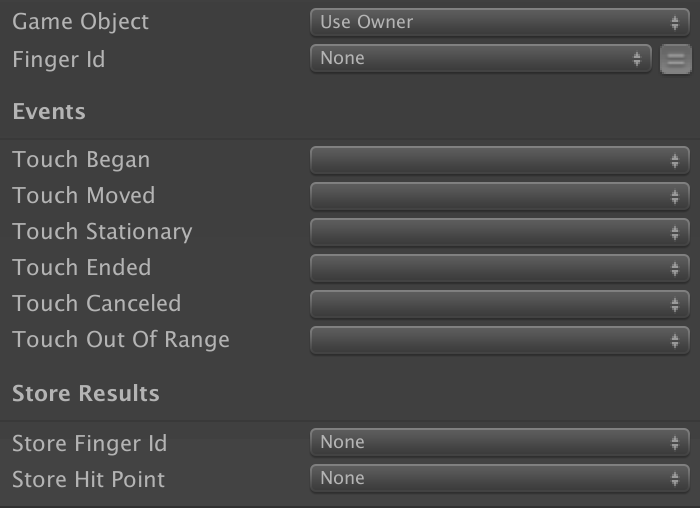 Game Object Use Owner
Finger Id None
Events
Touch Began
Touch Moved
Touch Stationary
Touch Ended
Touch Canceled
Touch Out Of Range
Store Results
Store Finger Id None
Store Hit Point None